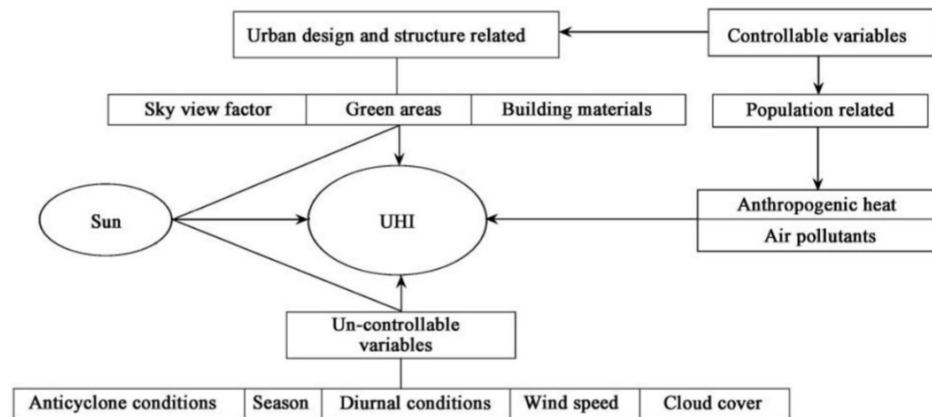 Urban design and structure related
Controllable variables
Sky view factor
Green areas
Building materials
Population related
Sun
UHI
Anthropogenic heat
Air pollutants
Un-controllable
variables
Anticyclone conditions
Season
Diurnal conditions
Wind speed
Cloud cover